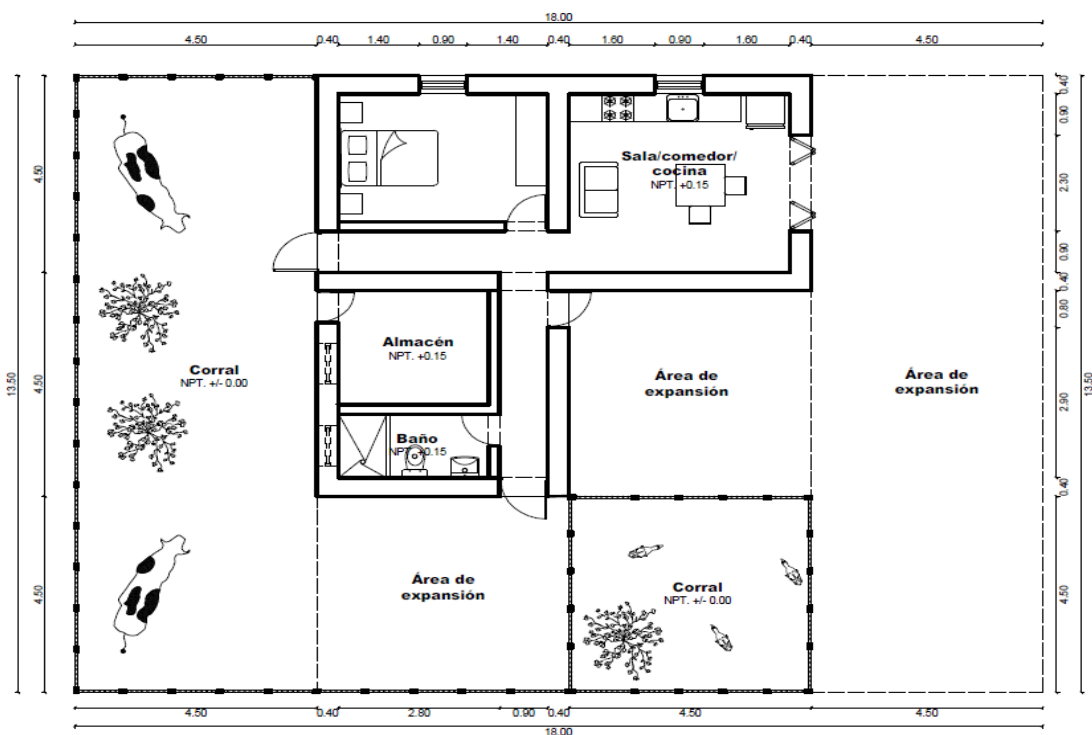 18.00
4.50 0.40 1.40 0.90 1.40 0.40 1.60 0.90 1.60 0.40 4.50
13.50
4.50
4.50
4.50
Sala/comedor/
cocina
NPT. +0.15
Almacén
NPT. +0.15
Corral
NPT. +/- 0.00
Baño
NPT. +0.15
Área de
expansión
Área de
expansión
Área de
expansión
Corral
NPT. +/- 0.00
0.40
0.90
2.30
0.90
0.40
0.80
2.90
0.40
4.50
13.50
4.50 0.40 2.80 0.90 0.40 4.50 4.50
18.00